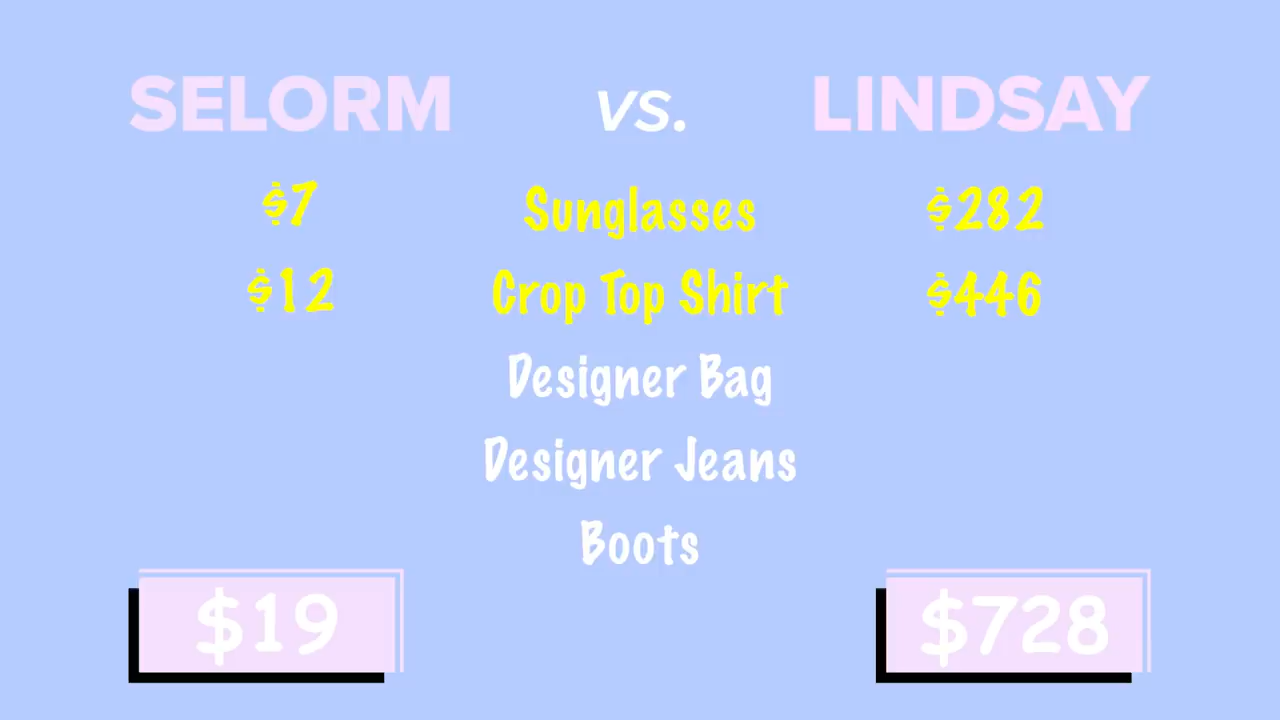 SELORM vs. LINDSAY
$7 Sunglasses $282
$12 Crop Top Shirt $446
Designer Bag
Designer Jeans
Boots
$19 $728